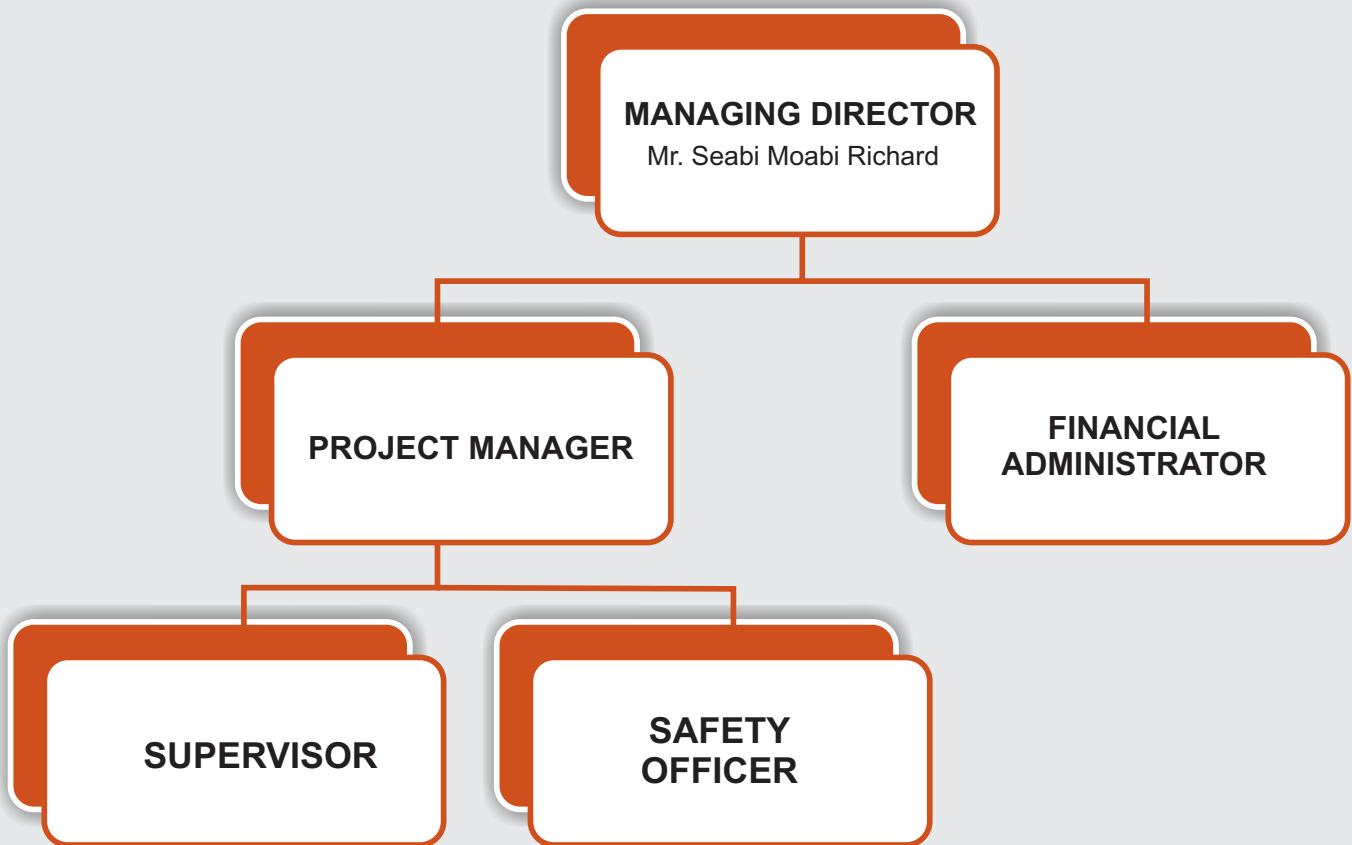 MANAGING DIRECTOR
Mr. Seabi Moabi Richard
PROJECT MANAGER
FINANCIAL
ADMINISTRATOR
SUPERVISOR
SAFETY
OFFICER